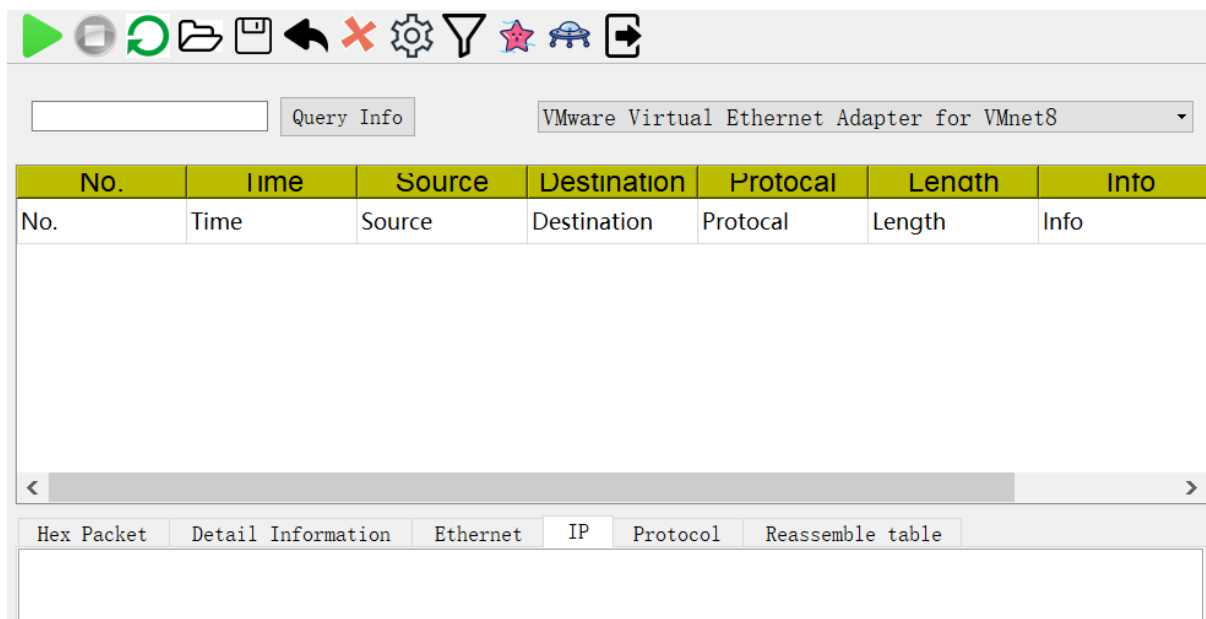 Query Info VMware Virtual Ethernet Adapter for VMnet8
No. Time Source Destination Protocal Length Info
No. Time Source Destination Protocal Length Info
Hex Packet Detail Information Ethernet IP Protocol Reassemble table